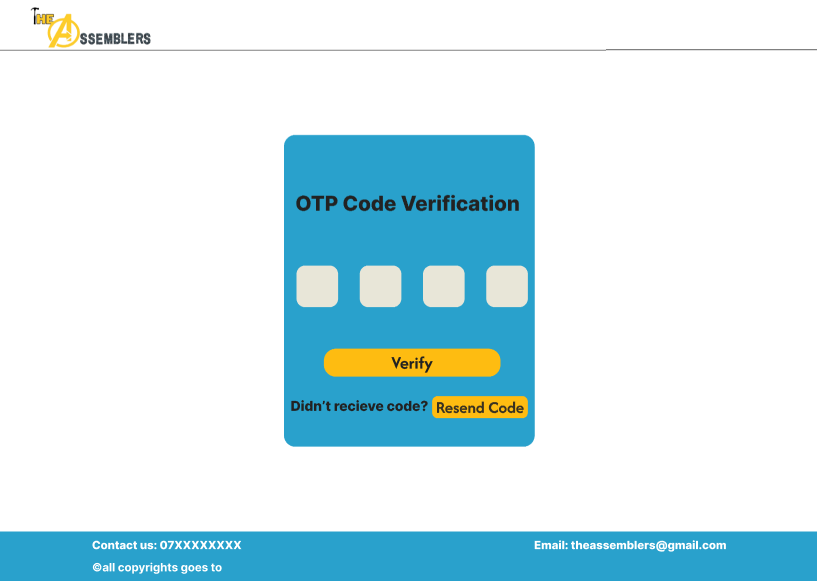 THE
ASSEMBLERS
OTP Code Verification
Verify
Didn't recieve code? Resend Code
Contact us: 07XXXXXXXX Email: theassemblers@gmail.com
©all copyrights goes to